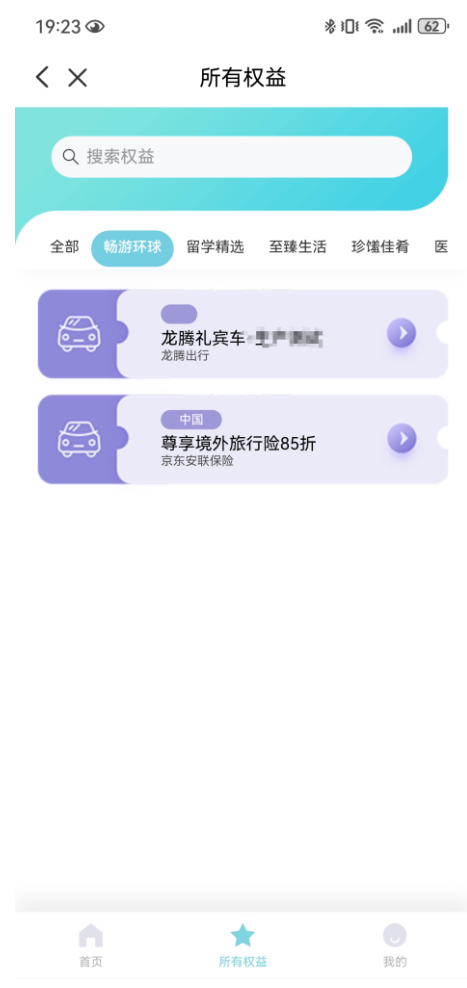 19:23
62
所有权益
搜索权益
全部 畅游环球 留学精选 至臻生活 珍馐佳肴 医
龙腾礼宾车
龙腾出行
中国
尊享境外旅行险85折
京东安联保险
首页 所有权益 我的